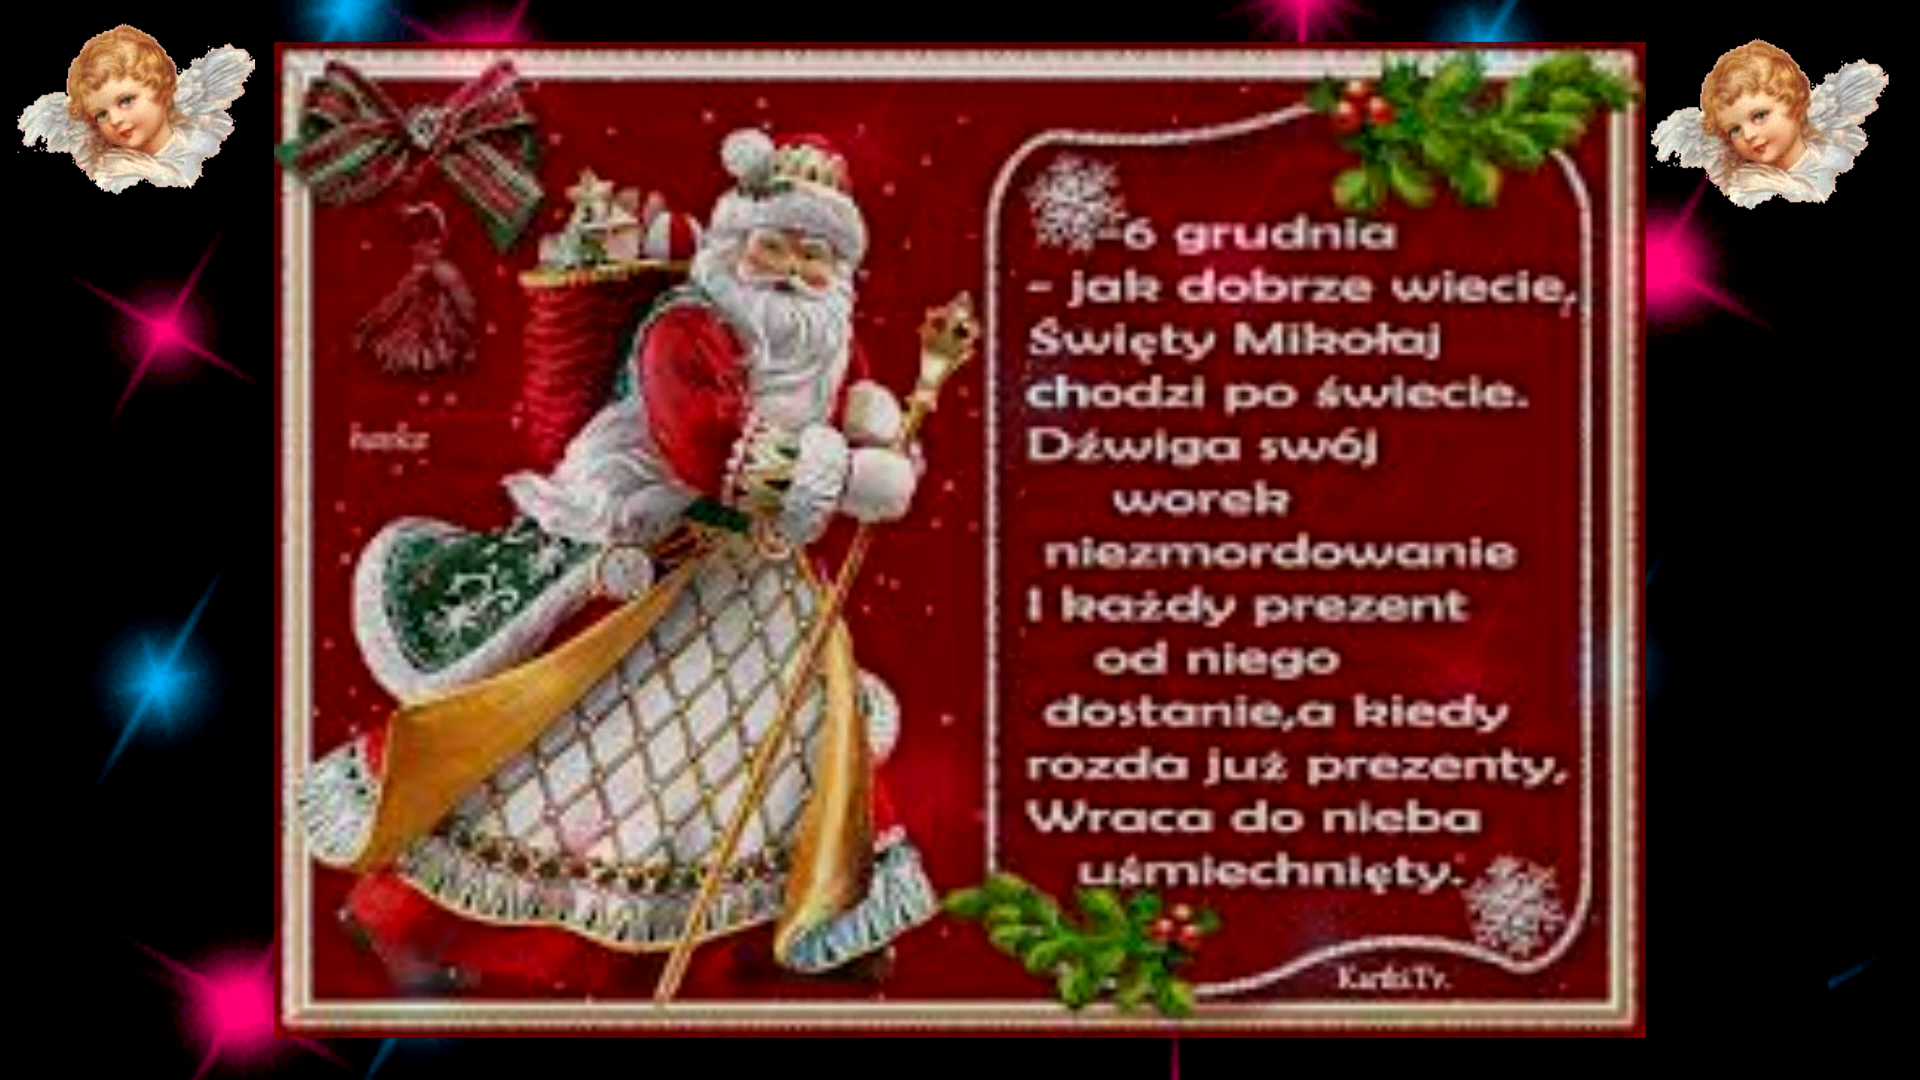 -6 grudnia
- jak dobrze wiecie,
Święty Mikołaj
chodzi po świecie.
Dźwiga swój
worek
niezmordowanie
I każdy prezent
od niego
dostanie,a kiedy
rozda już prezenty,
Wraca do nieba
uśmiechnięty.